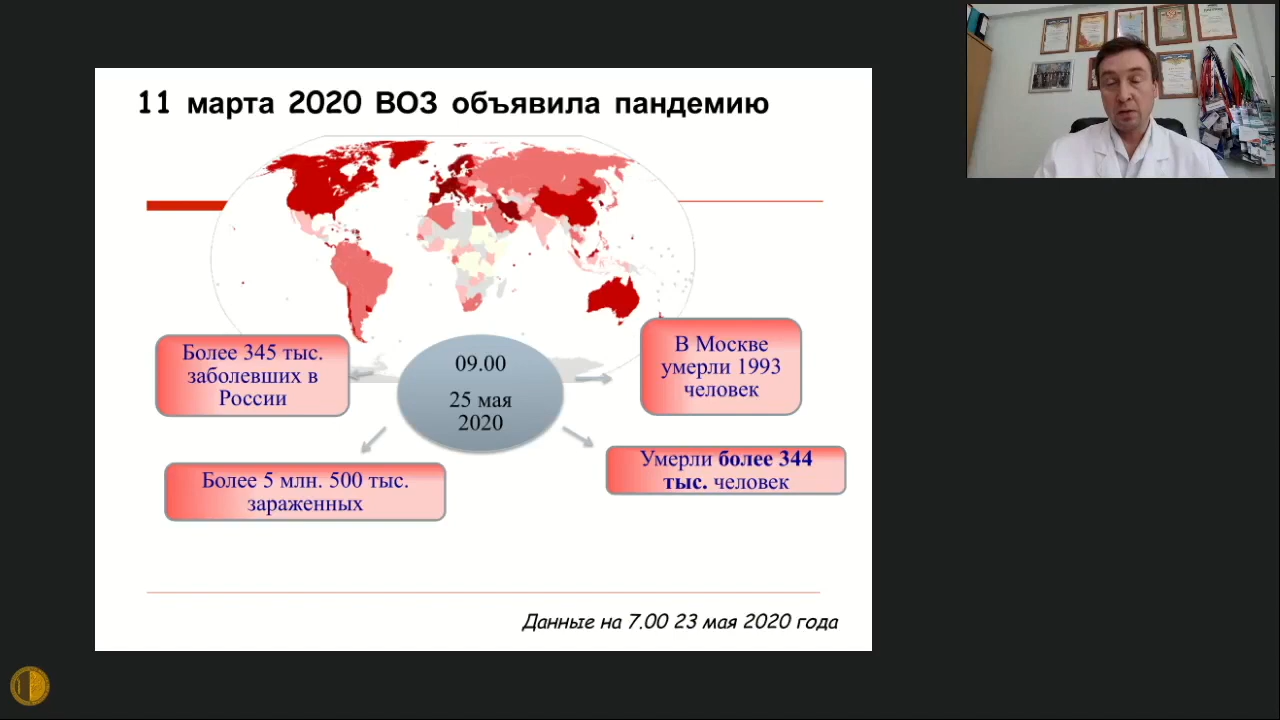 11 марта 2020 ВОЗ объявила пандемию
Более 345 тыс.
заболевших в
России
09.00
25 мая
2020
В Москве
умерли 1993
человек
Более 5 млн. 500 тыс.
зараженных
Умерли более 344
тыс. человек
Данные на 7.00 23 мая 2020 года